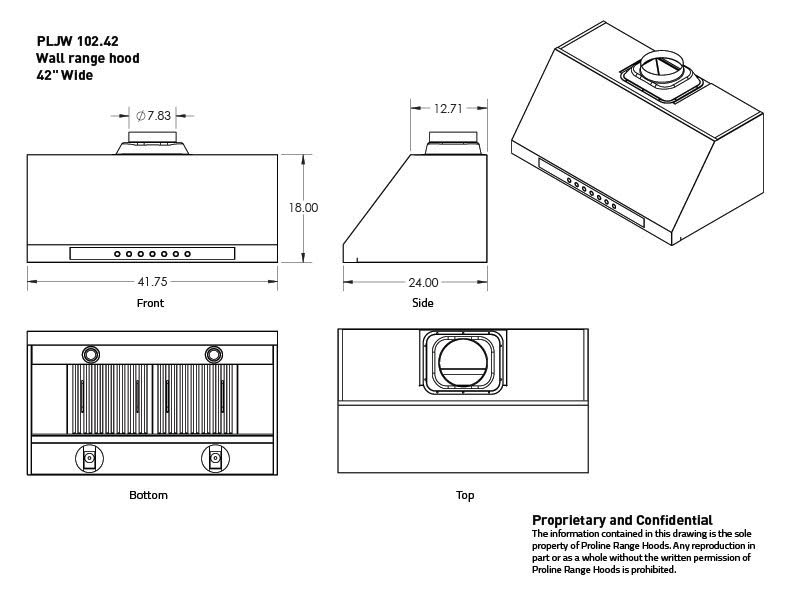 PLJW 102.42
Wall range hood
42" Wide
Ø7.83
12.71
18.00
41.75
24.00
Front
Side
Bottom
Top
Proprietary and Confidential
The information contained in this drawing is the sole
property of Proline Range Hoods. Any reproduction in
part or as a whole without the written permission of
Proline Range Hoods is prohibited.